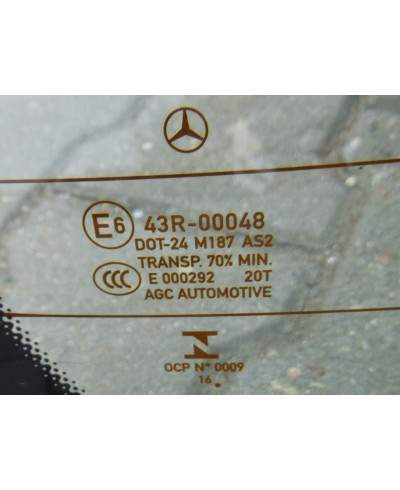 E6 43R-00048
DOT-24 M187 AS2
TRANSP. 70% MIN.
CCC E 000292 20T
AGC AUTOMOTIVE
OCP N° 0009
16